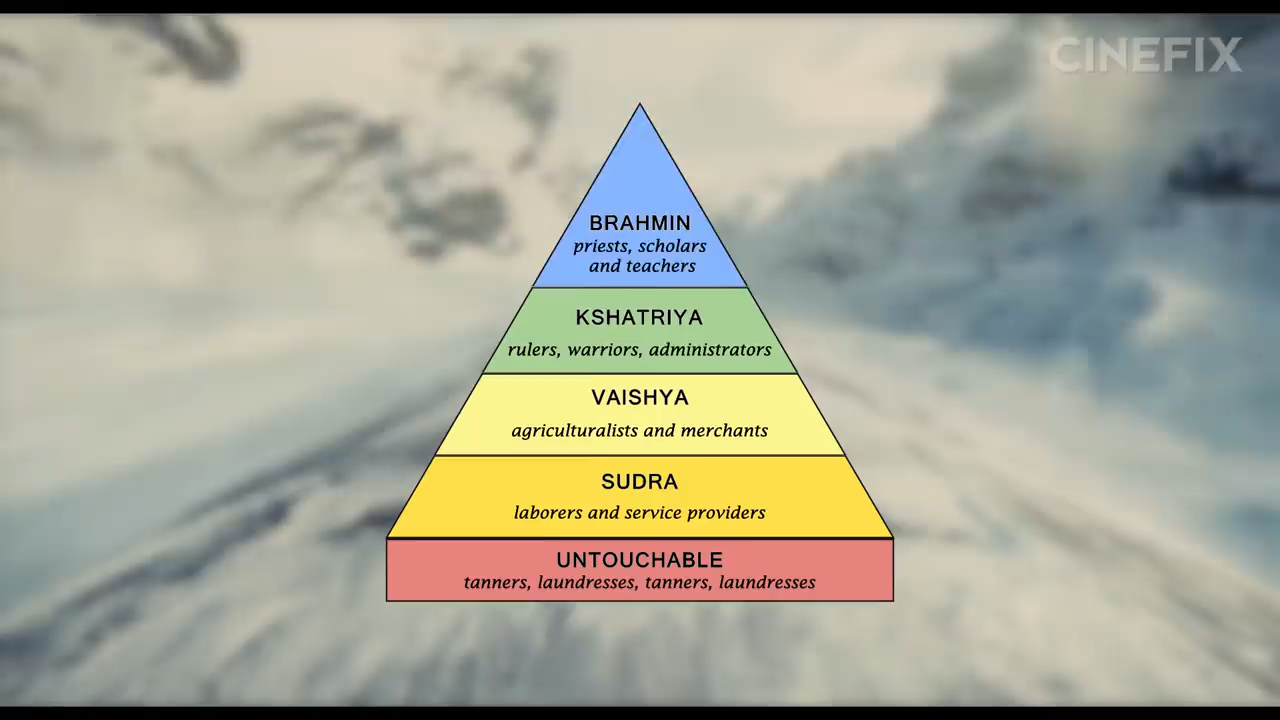 CINEFIX
BRAHMIN
priests, scholars
and teachers
KSHATRIYA
rulers, warriors, administrators
VAISHYA
agriculturalists and merchants
SUDRA
laborers and service providers
UNTOUCHABLE
tanners, laundresses, tanners, laundresses